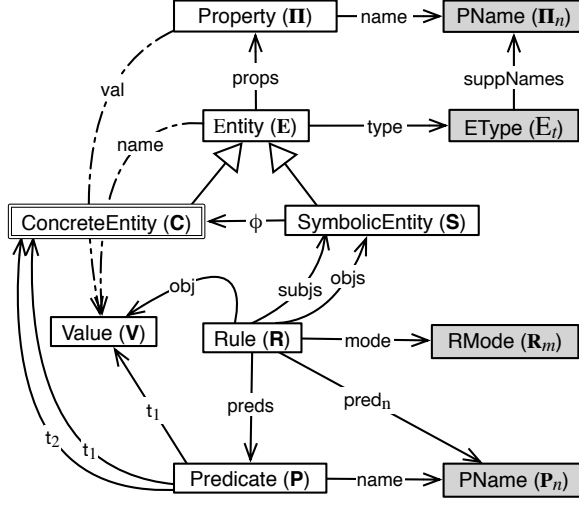 Property (Π)
name
PName (Πn)
val
props
suppNames
name
Entity (E)
type
EType (Et)
ConcreteEntity (C)
ϕ
SymbolicEntity (S)
obj
subjs
objs
Value (V)
Rule (R)
mode
RMode (Rm)
t1
preds
predn
t2
t1
Predicate (P)
name
PName (Pn)